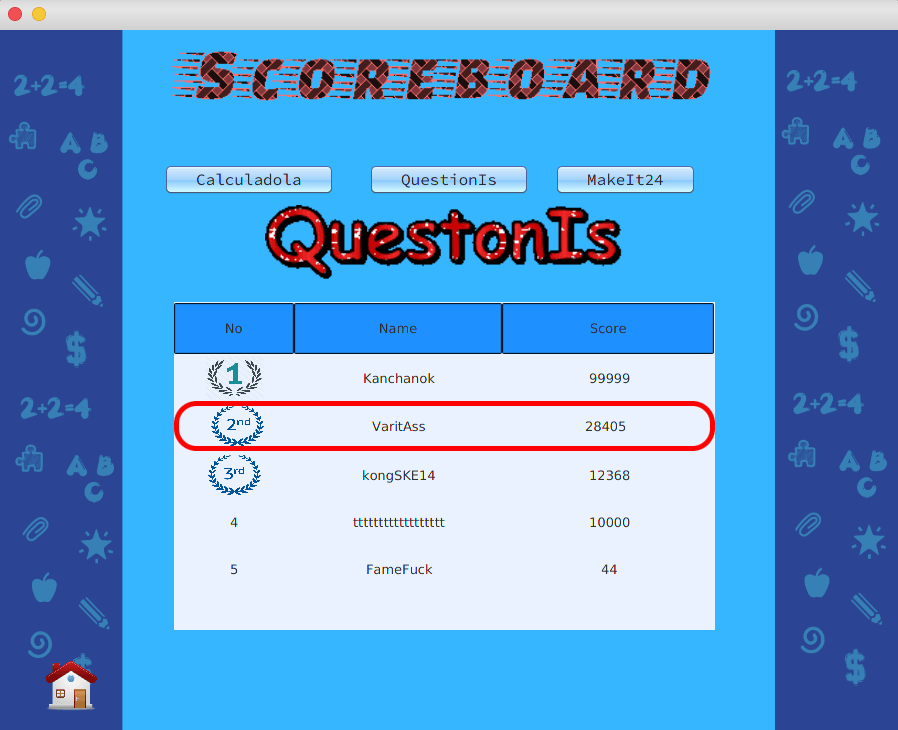 Scoreboard
Calculadola QuestionIs MakeIt24
QuestonIs
No Name Score
1 Kanchanok 99999
2nd VaritAss 28405
3rd kongSKE14 12368
4 tttttttttttttttttt 10000
5 FameFuck 44
2+2=4
A B
C
$
2+2=4
A B
C
$
2+2=4
A B
C
$
2+2=4
A B
C
$